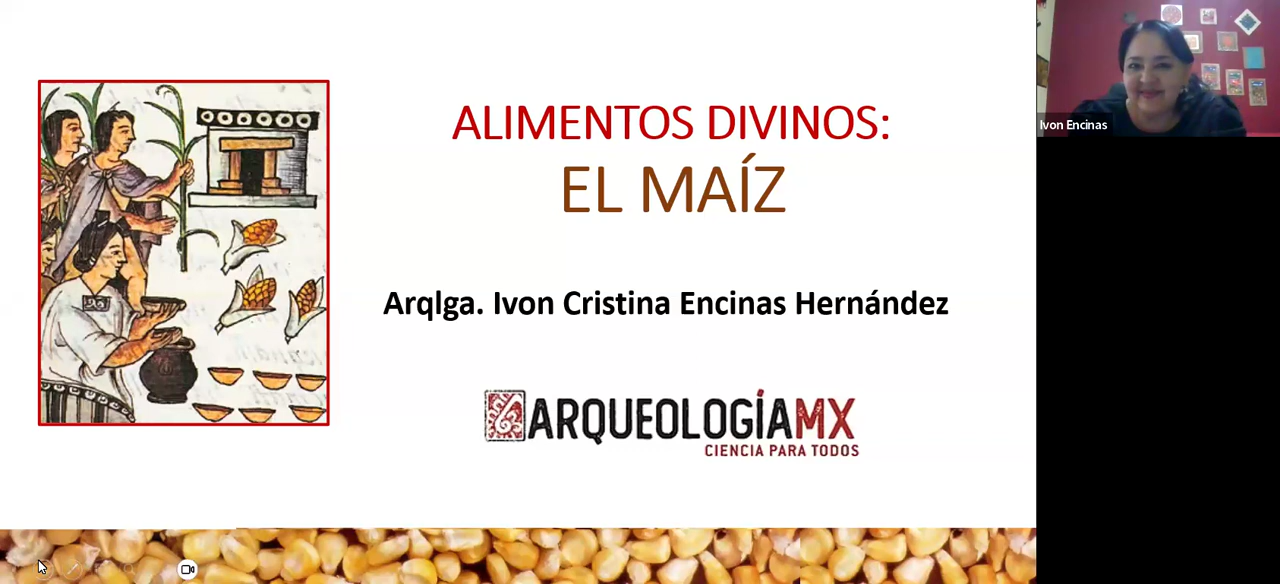 ALIMENTOS DIVINOS:
EL MAÍZ
Arqlga. Ivon Cristina Encinas Hernández
ARQUEOLOGÍAMX
CIENCIA PARA TODOS
Ivon Encinas